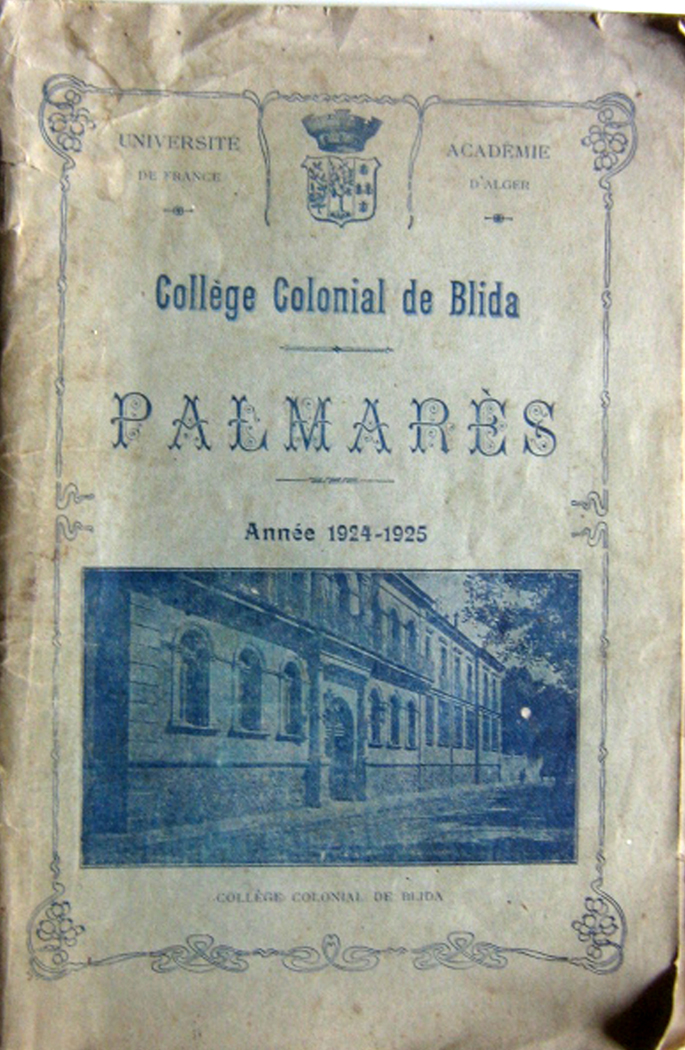 UNIVERSITÉ
DE FRANCE
ACADÉMIE
D'ALGER
Collège Colonial de Blida
PALMARÈS
Année 1924-1925
COLLÈGE COLONIAL DE BLIDA